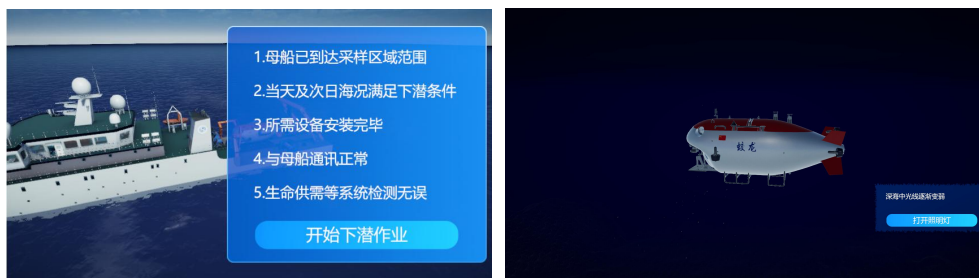 1.母船已到达采样区域范围
2.当天及次日海况满足下潜条件
3.所需设备安装完毕
4.与母船通讯正常
5.生命供需等系统检测无误
开始下潜作业
蛟龙
深海中光线逐渐变弱
打开照明灯